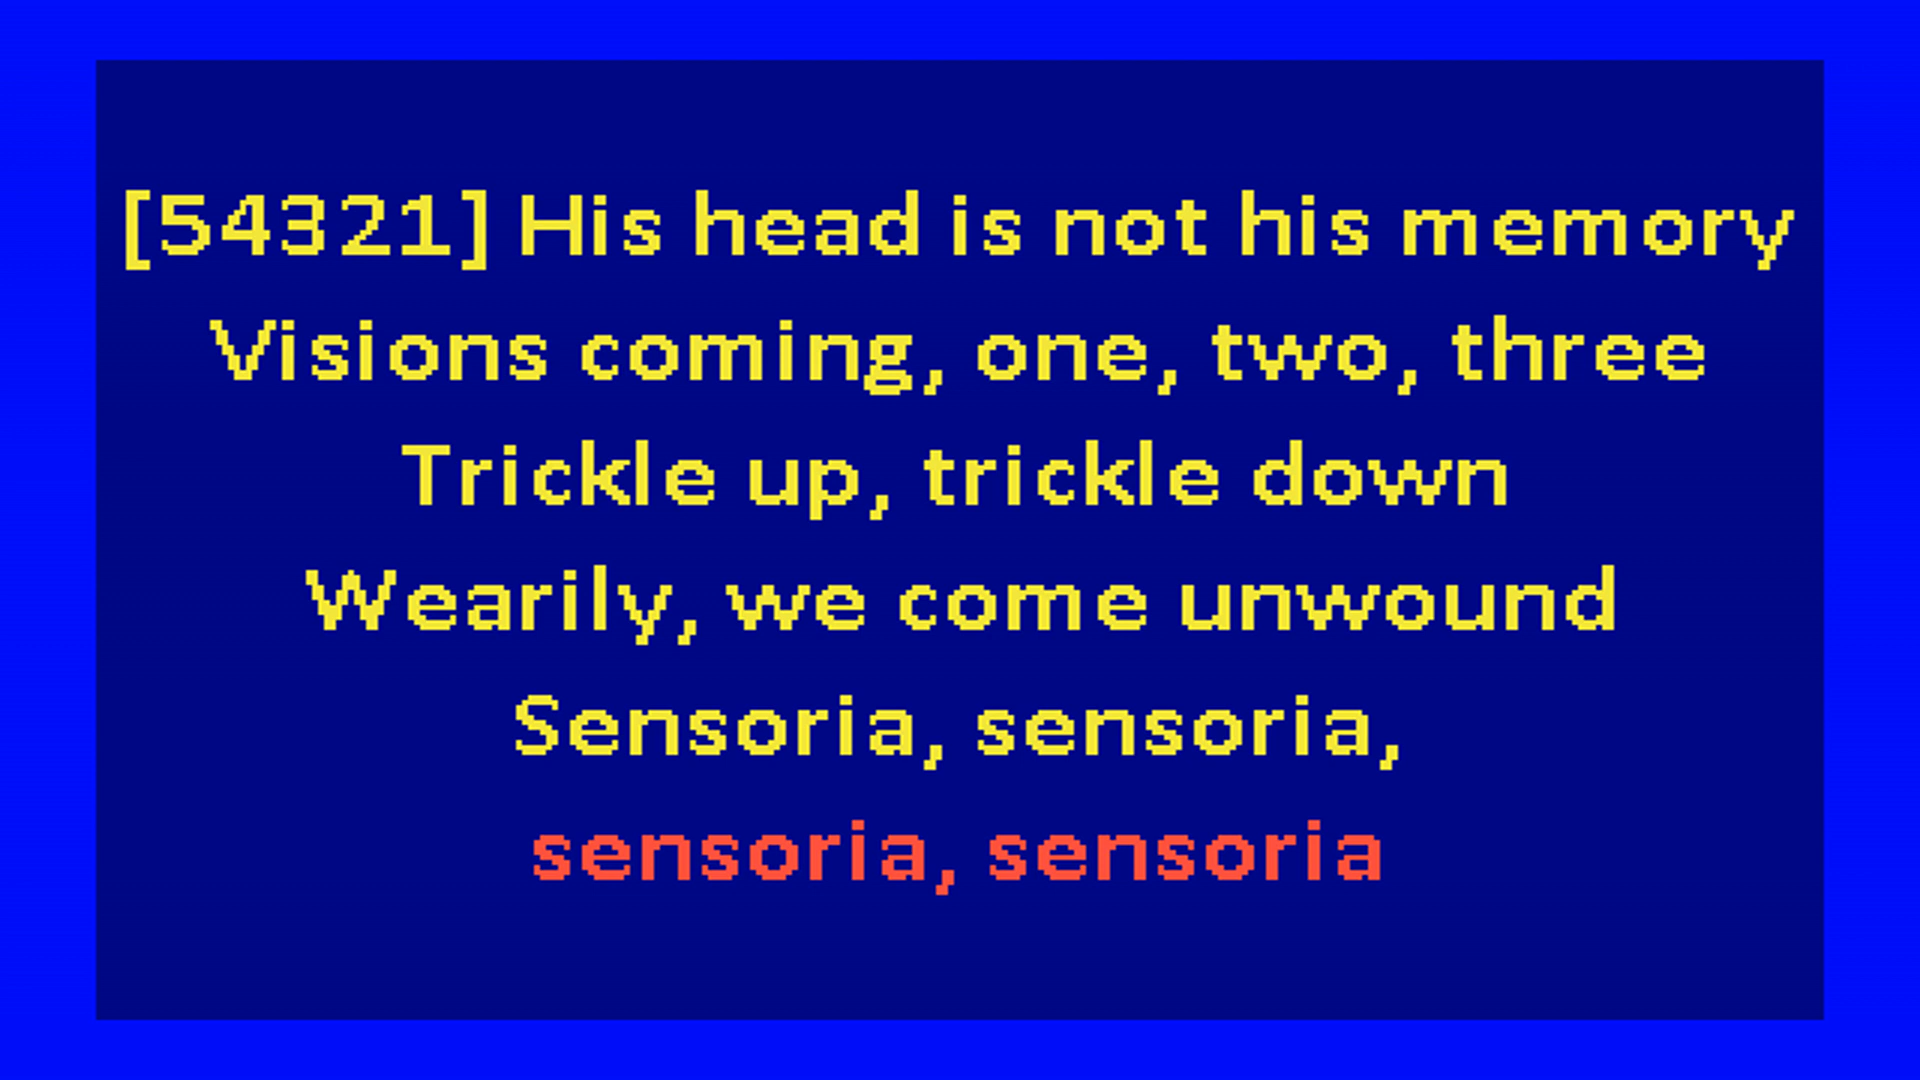 [54321] His head is not his memory
Visions coming, one, two, three
Trickle up, trickle down
Wearily, we come unwound
Sensoria, sensoria,
sensoria, sensoria